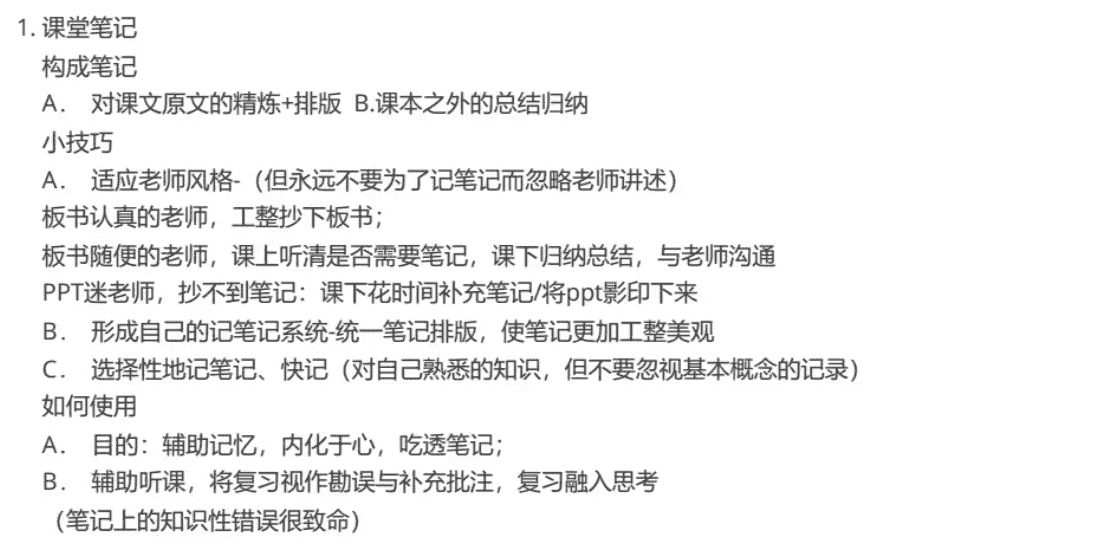 1. 课堂笔记
构成笔记
A. 对课文原文的精炼+排版 B.课本之外的总结归纳
小技巧
A. 适应老师风格-（但永远不要为了记笔记而忽略老师讲述）
板书认真的老师，工整抄下板书；
板书随便的老师，课上听清是否需要笔记，课下归纳总结，与老师沟通
PPT迷老师，抄不到笔记：课下花时间补充笔记/将ppt影印下来
B. 形成自己的记笔记系统-统一笔记排版，使笔记更加工整美观
C. 选择性地记笔记、快记（对自己熟悉的知识，但不要忽视基本概念的记录）
如何使用
A. 目的：辅助记忆，内化于心，吃透笔记；
B. 辅助听课，将复习视作勘误与补充批注，复习融入思考
（笔记上的知识性错误很致命）